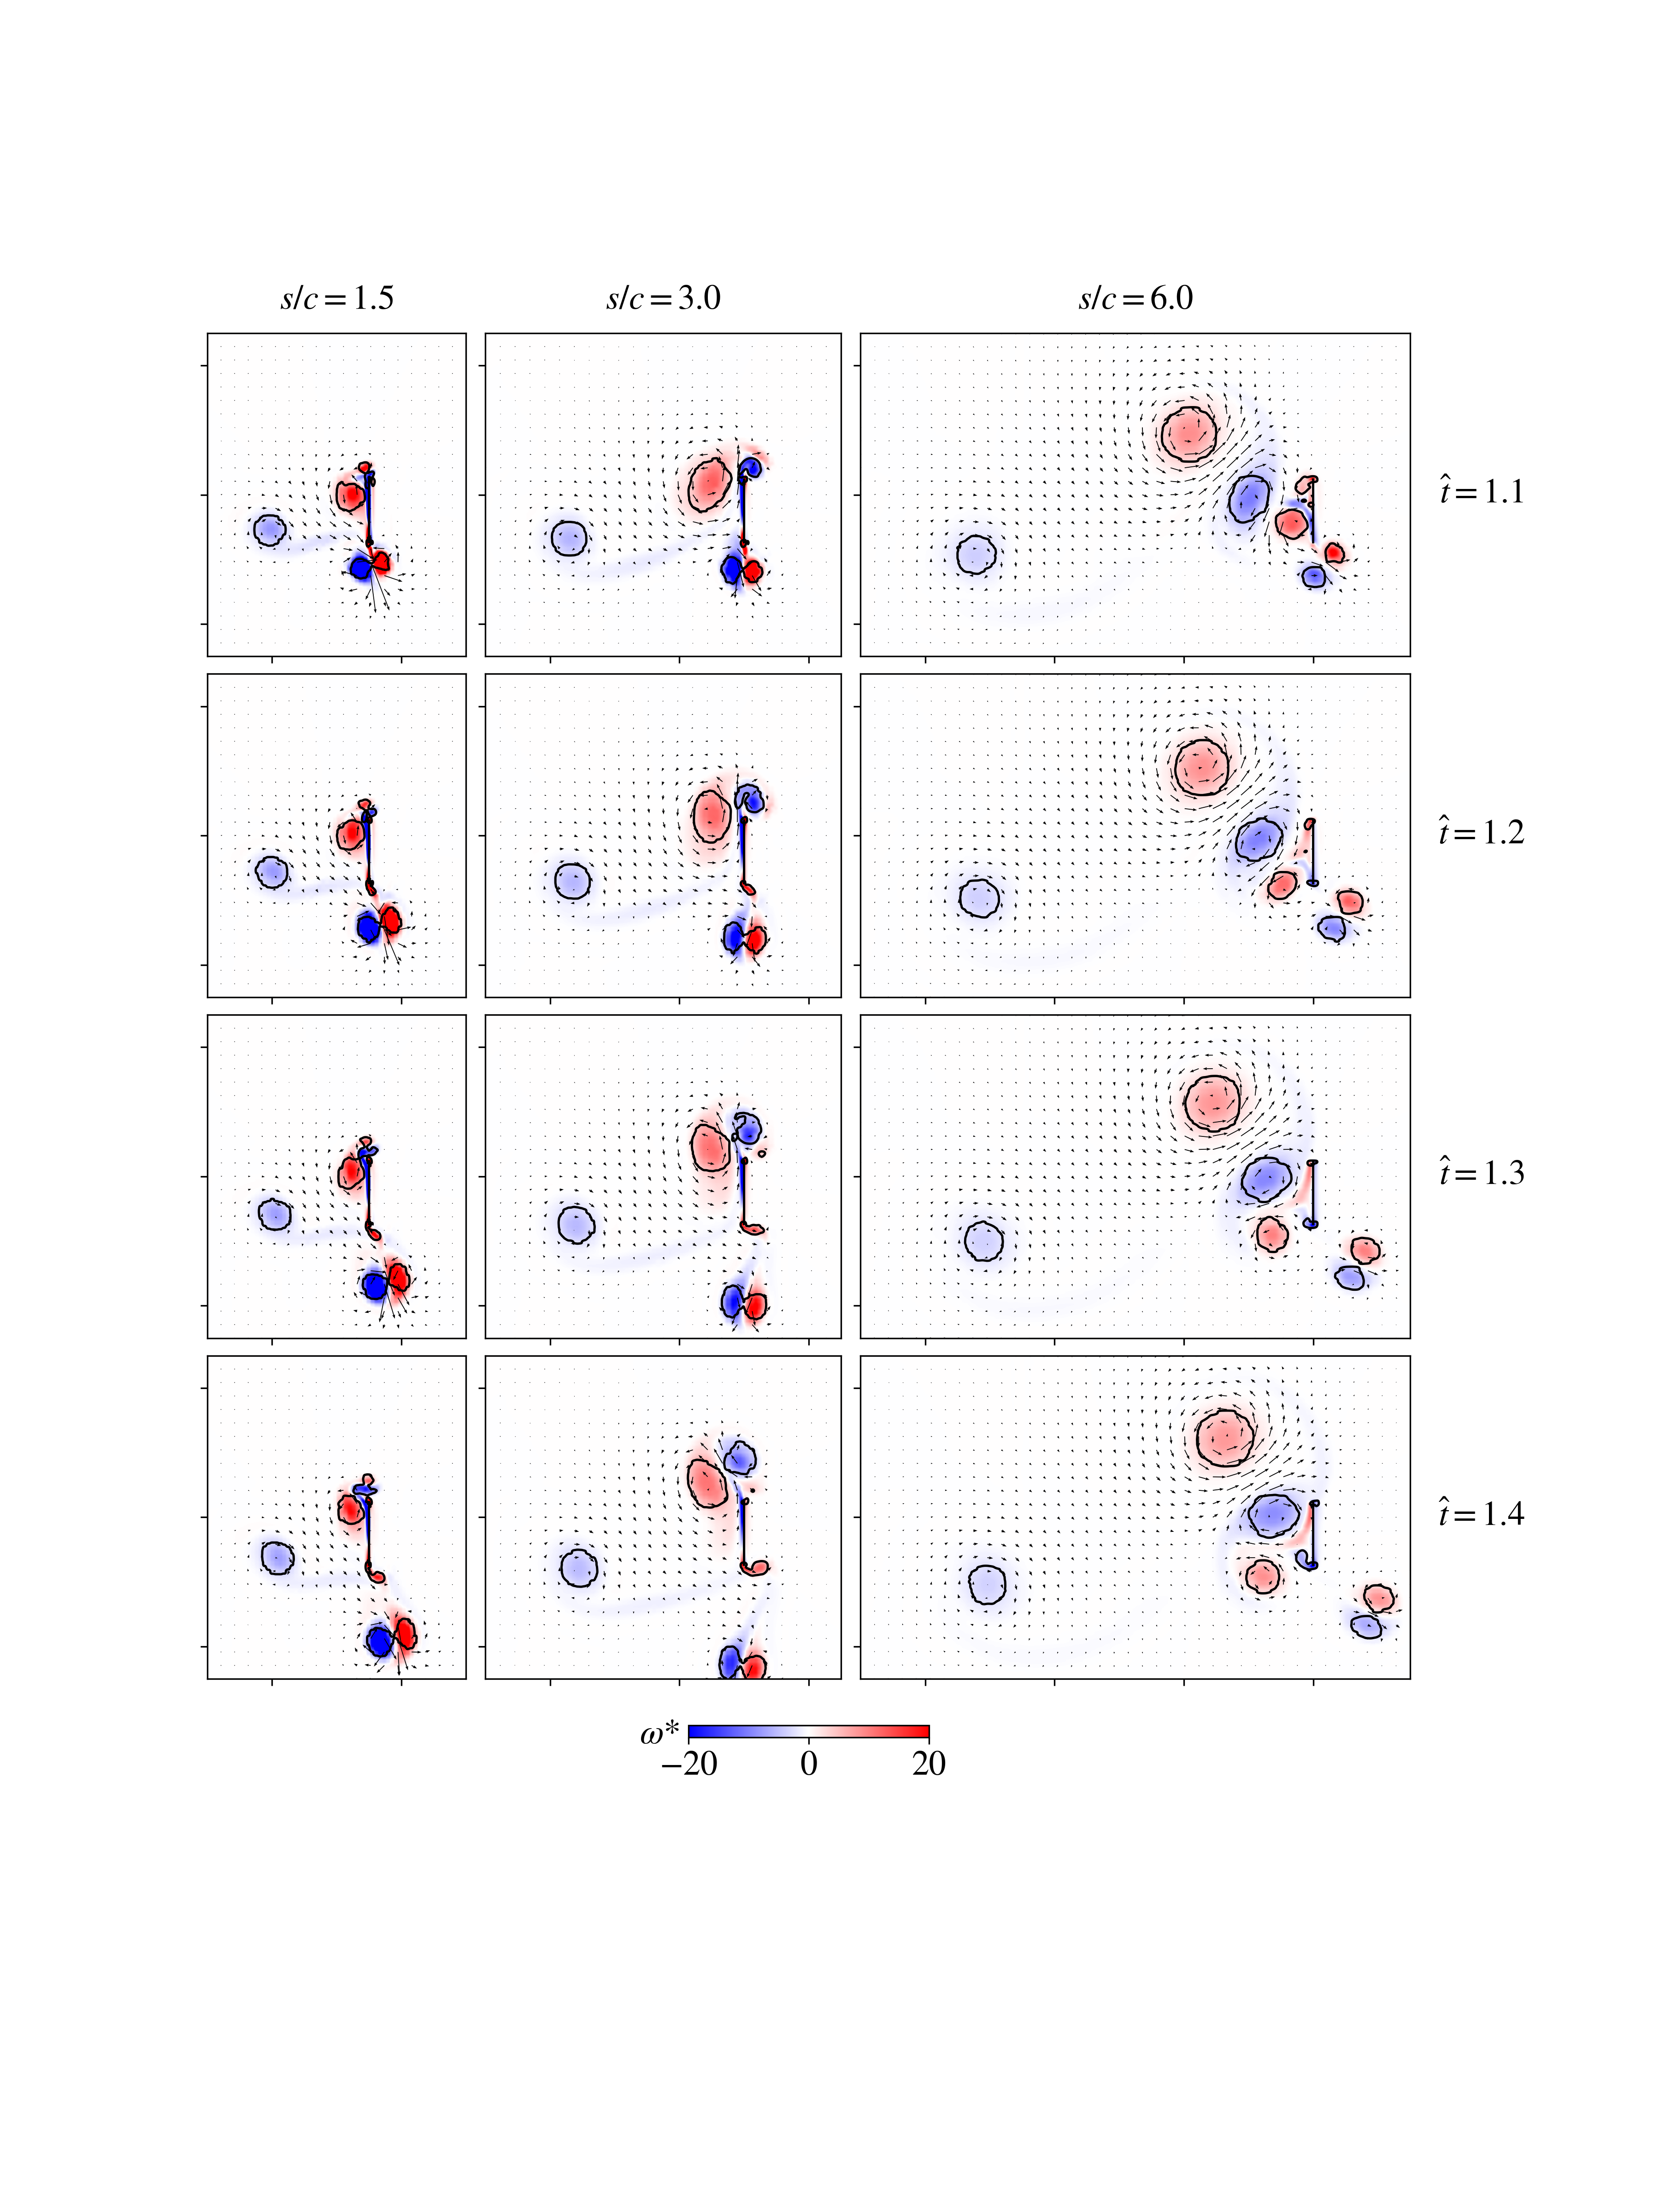 s/c = 1.5 s/c = 3.0 s/c = 6.0
t̂ = 1.1
t̂ = 1.2
t̂ = 1.3
t̂ = 1.4
ω*
−20 0 20